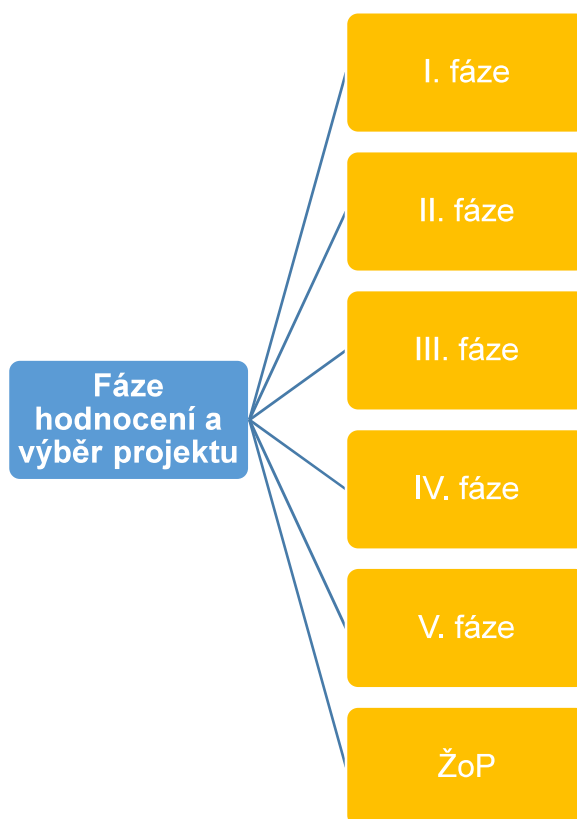 I. fáze
II. fáze
III. fáze
Fáze
hodnocení a
výběr projektu
IV. fáze
V. fáze
ŽoP